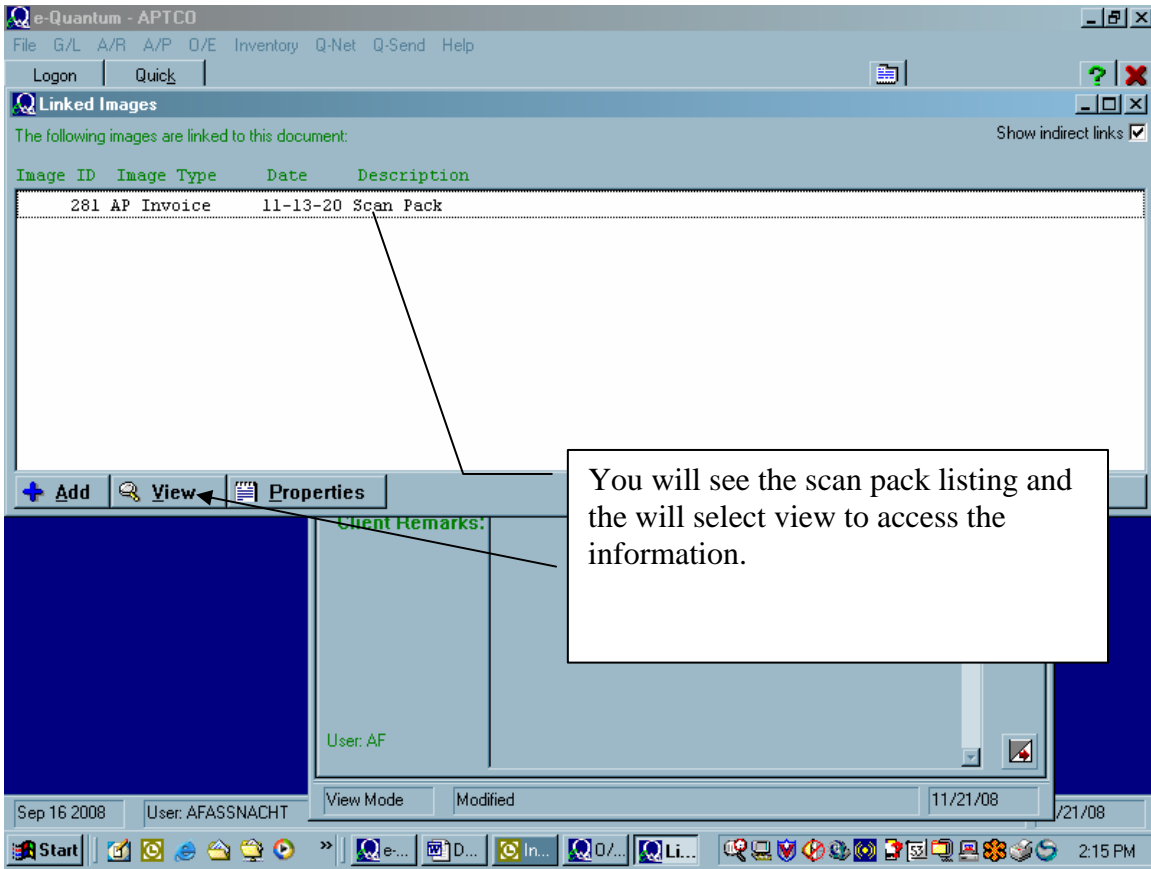 e-Quantum - APTCO
File G/L A/R A/P O/E Inventory Q-Net Q-Send Help
Logon Quick
Linked Images
The following images are linked to this document: Show indirect links
Image ID Image Type Date Description
281 AP Invoice 11-13-20 Scan Pack
Add View Properties
You will see the scan pack listing and
the will select view to access the
information.
Client Remarks:
User: AF
View Mode Modified 11/21/08
Sep 16 2008 User: AFASSNACHT /21/08
Start » e-... D... In... O/... Li... 2:15 PM